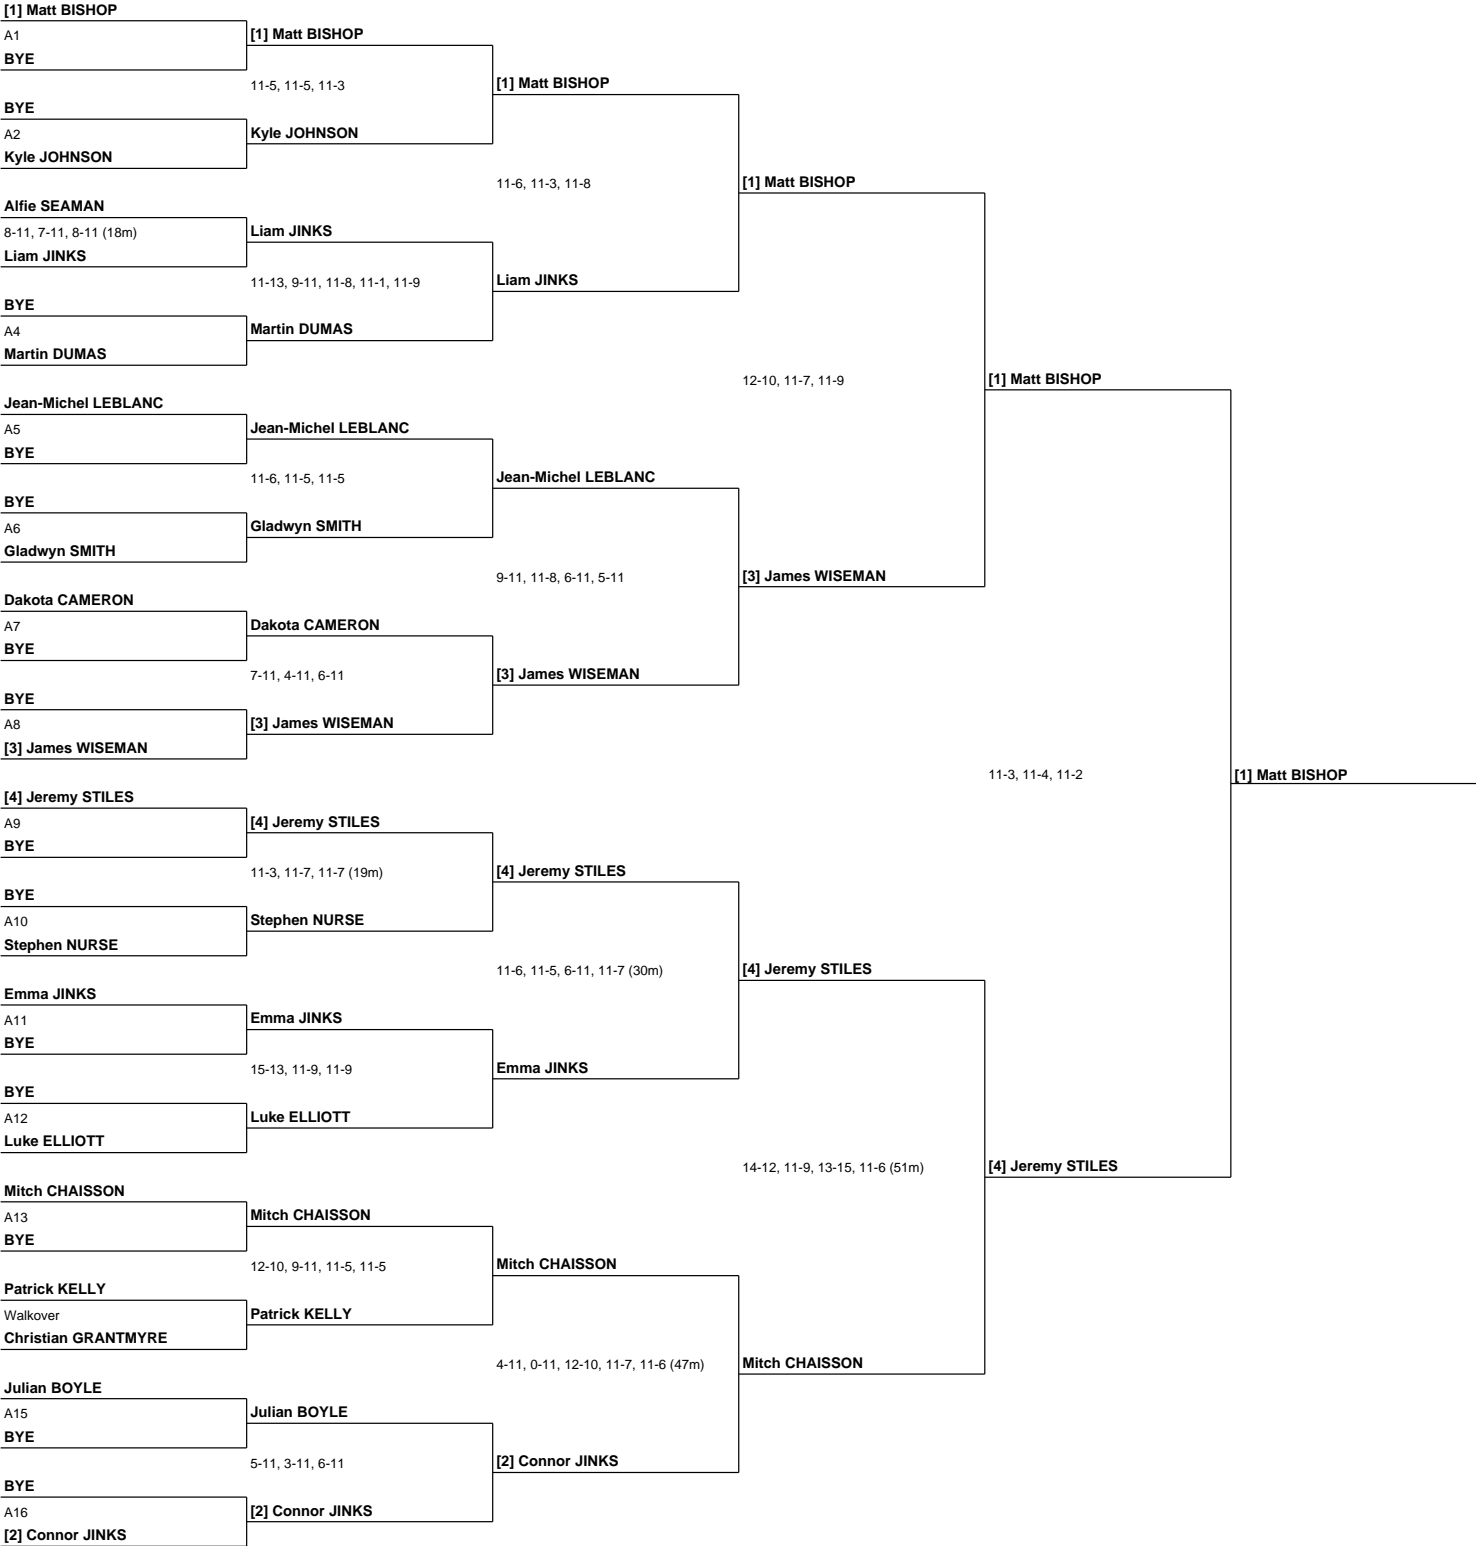 [1] Matt BISHOP
A1
BYE
BYE
A2
Kyle JOHNSON
Alfie SEAMAN
8-11, 7-11, 8-11 (18m)
Liam JINKS
BYE
A4
Martin DUMAS
Jean-Michel LEBLANC
A5
BYE
BYE
A6
Gladwyn SMITH
Dakota CAMERON
A7
BYE
BYE
A8
[3] James WISEMAN
[4] Jeremy STILES
A9
BYE
BYE
A10
Stephen NURSE
Emma JINKS
A11
BYE
BYE
A12
Luke ELLIOTT
Mitch CHAISSON
A13
BYE
Patrick KELLY
Walkover
Christian GRANTMYRE
Julian BOYLE
A15
BYE
BYE
A16
[2] Connor JINKS
[1] Matt BISHOP
11-5, 11-5, 11-3
Kyle JOHNSON
Liam JINKS
11-13, 9-11, 11-8, 11-1, 11-9
Martin DUMAS
Jean-Michel LEBLANC
11-6, 11-5, 11-5
Gladwyn SMITH
Dakota CAMERON
7-11, 4-11, 6-11
[3] James WISEMAN
[4] Jeremy STILES
11-3, 11-7, 11-7 (19m)
Stephen NURSE
Emma JINKS
15-13, 11-9, 11-9
Luke ELLIOTT
Mitch CHAISSON
12-10, 9-11, 11-5, 11-5
Patrick KELLY
Julian BOYLE
5-11, 3-11, 6-11
[2] Connor JINKS
[1] Matt BISHOP
11-6, 11-3, 11-8
Liam JINKS
Jean-Michel LEBLANC
9-11, 11-8, 6-11, 5-11
[3] James WISEMAN
[4] Jeremy STILES
11-6, 11-5, 6-11, 11-7 (30m)
Emma JINKS
Mitch CHAISSON
4-11, 0-11, 12-10, 11-7, 11-6 (47m)
[2] Connor JINKS
[1] Matt BISHOP
12-10, 11-7, 11-9
[3] James WISEMAN
[4] Jeremy STILES
14-12, 11-9, 13-15, 11-6 (51m)
Mitch CHAISSON
[1] Matt BISHOP
11-3, 11-4, 11-2
[4] Jeremy STILES
[1] Matt BISHOP